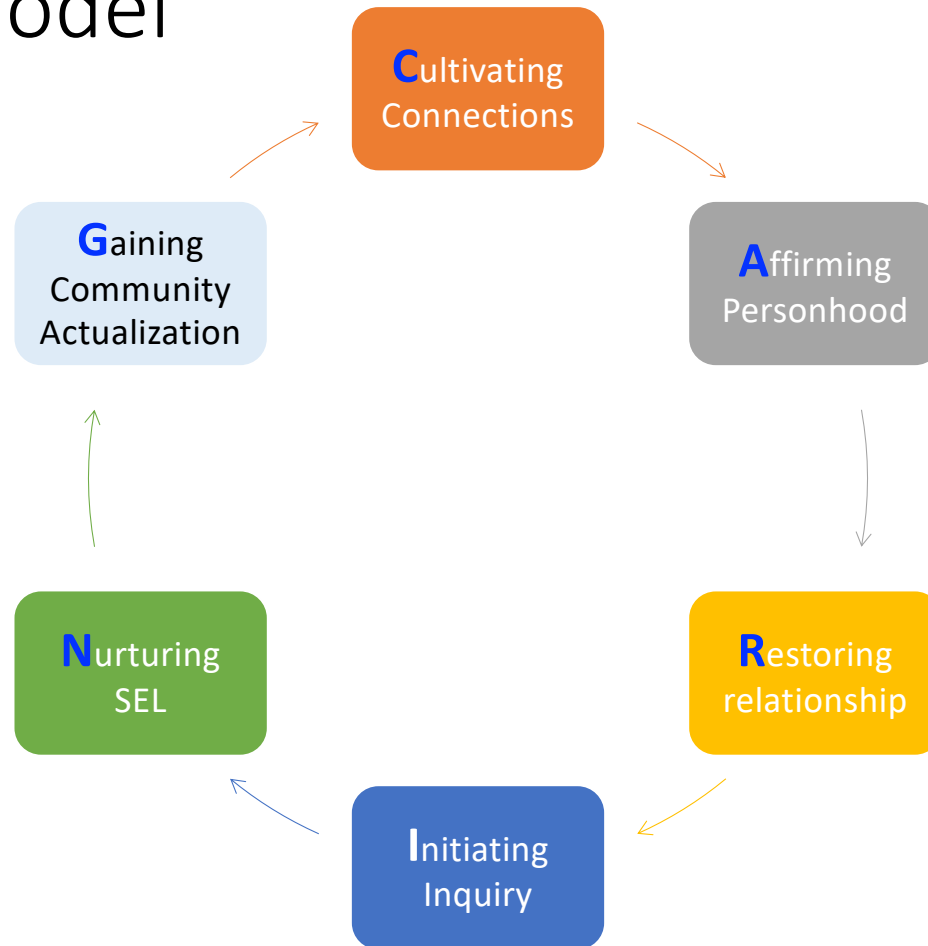 odel
Cultivating
Connections
Affirming
Personhood
Restoring
relationship
Initiating
Inquiry
Nurturing
SEL
Gaining
Community
Actualization